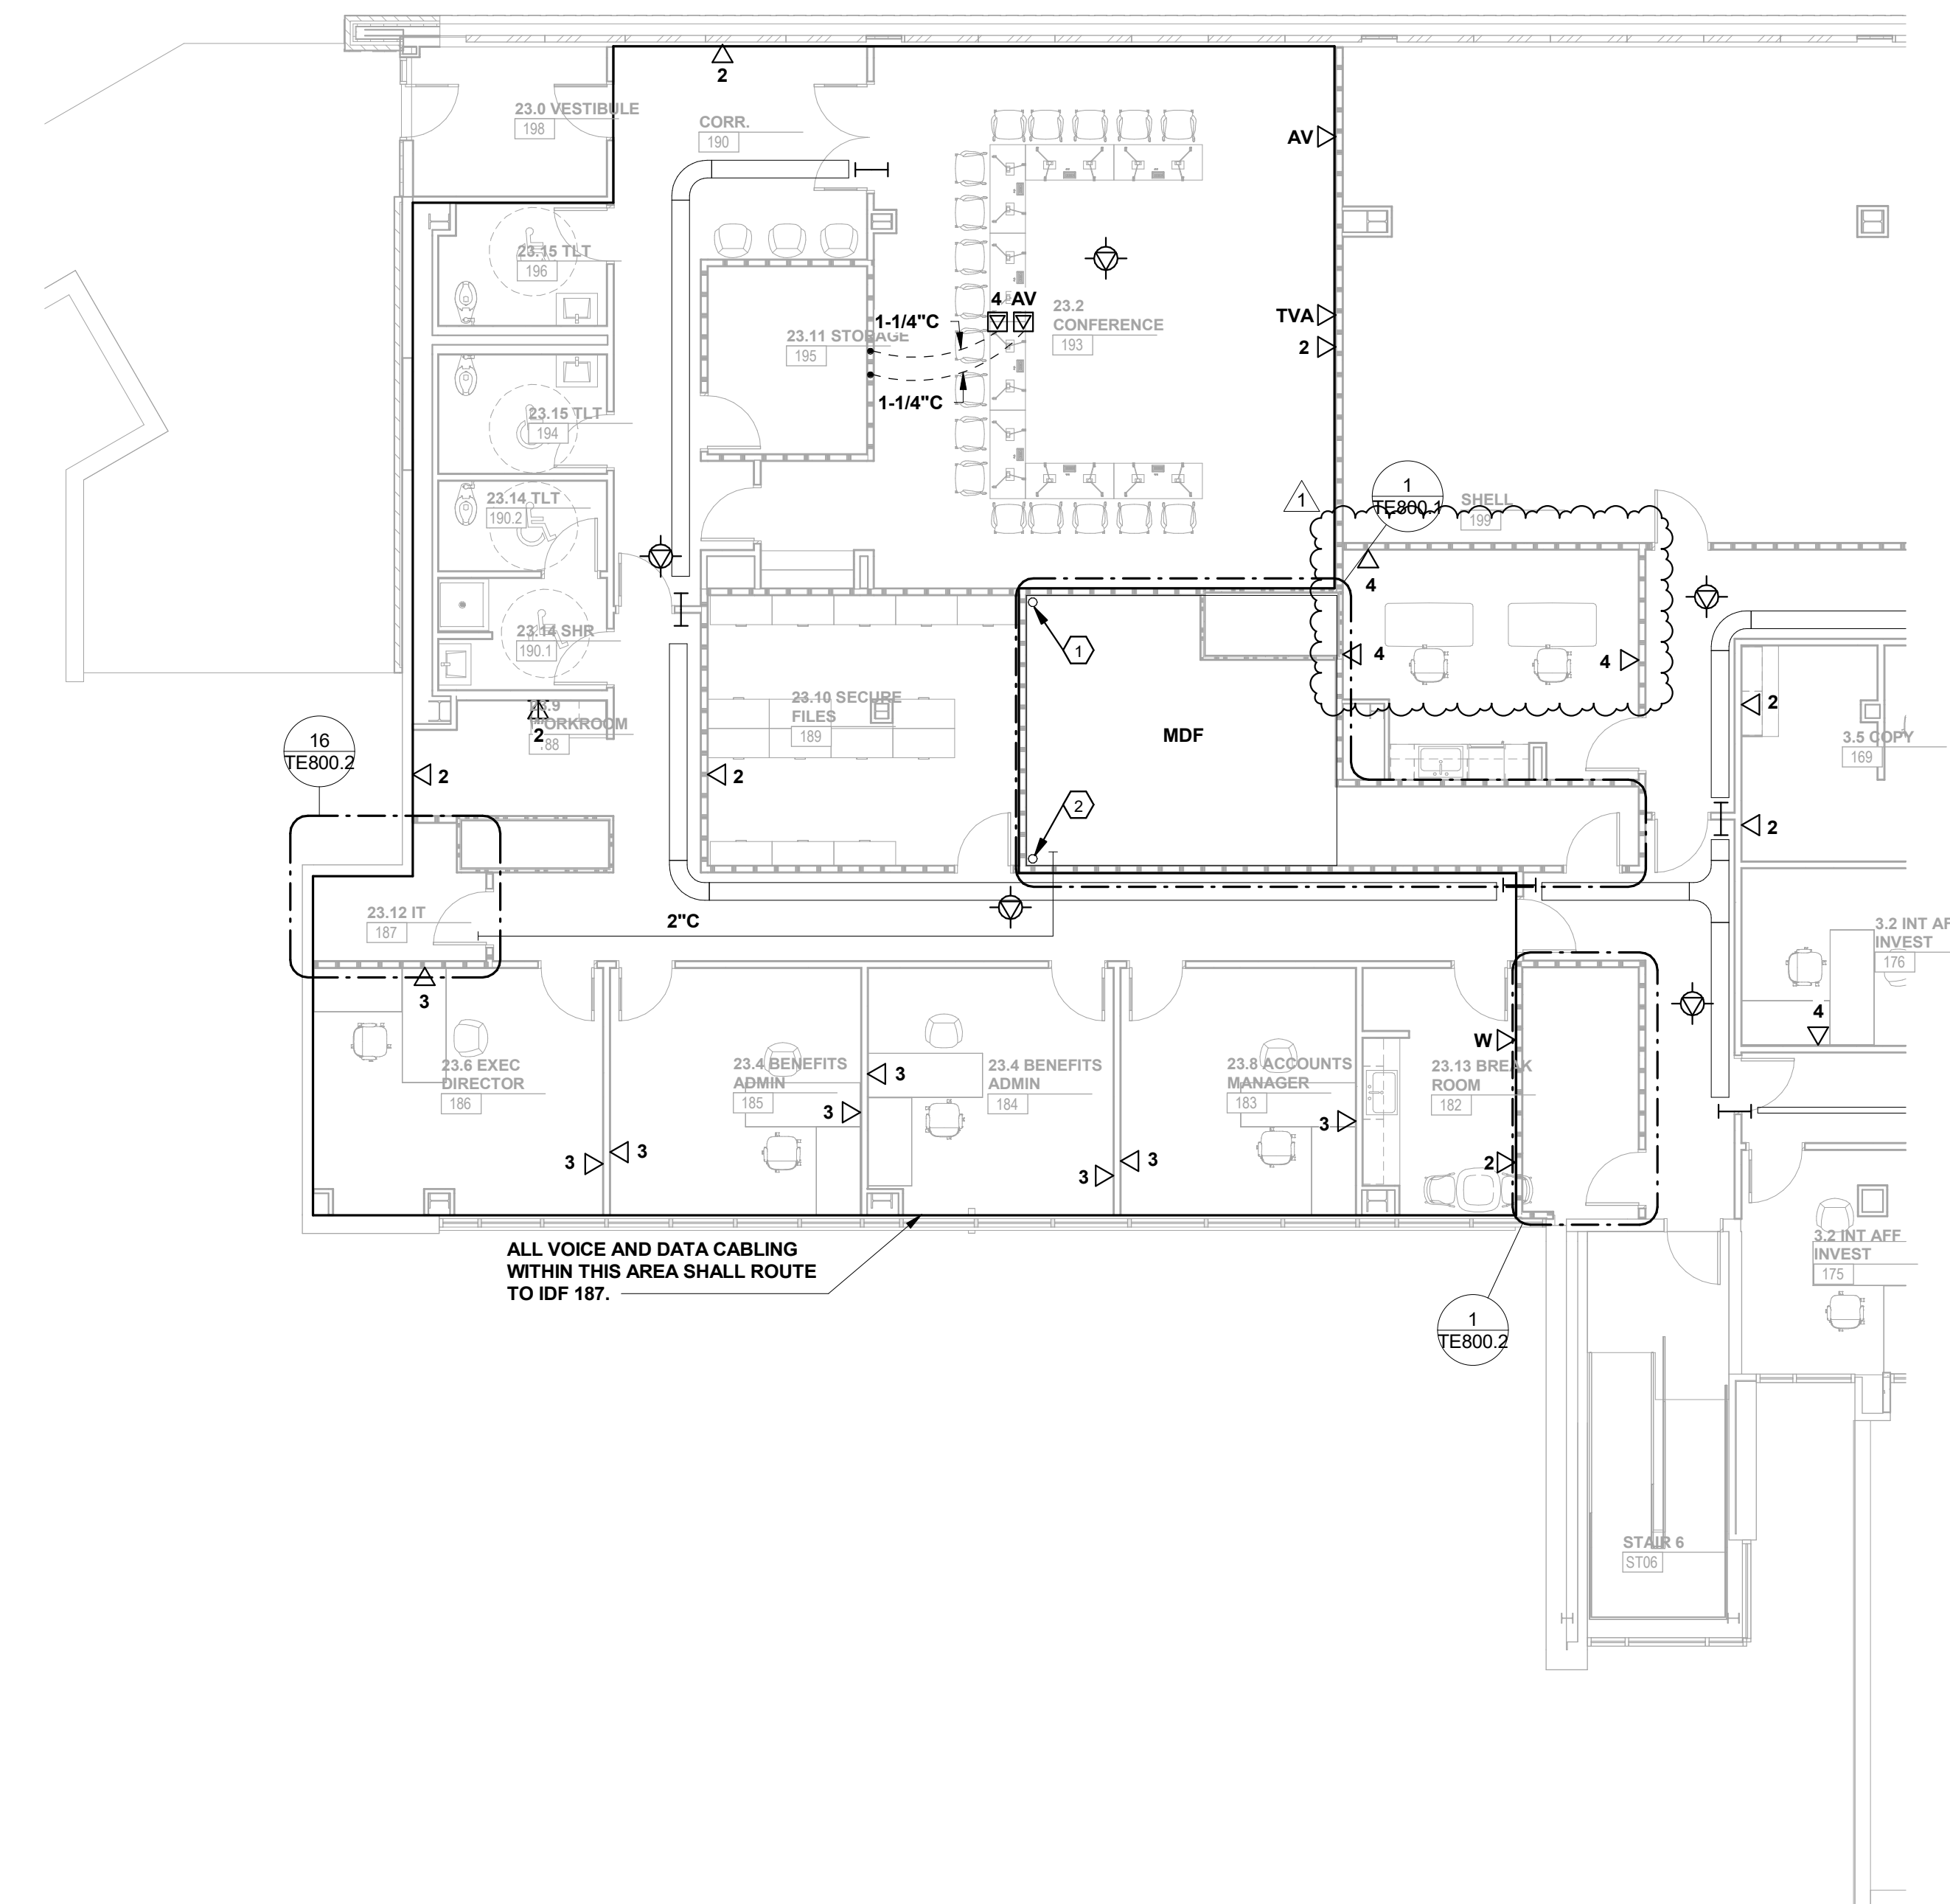 2
23.0 VESTIBULE
198
CORR.
190
AV
23.15 TLT
196
4 AV
1-1/4"C
23.2
CONFERENCE
193
TVA
2
23.11 STORAGE
195
1-1/4"C
23.15 TLT
194
23.14 TLT
190.2
1
1
TE800.1
SHELL
199
4
23.14 SHR
190.1
1
4
4
23.10 SECURE
FILES
189
2
2
MDF
3.5 COPY
169
16
TE800.2
2
2
2
2
2
23.12 IT
187
2"C
3.2 INT AF
INVEST
176
3
4
W
23.6 EXEC
DIRECTOR
186
23.4 BENEFITS
ADMIN
185
3
23.4 BENEFITS
ADMIN
184
23.8 ACCOUNTS
MANAGER
183
23.13 BREAK
ROOM
182
3
3
3
3
3
3
2
ALL VOICE AND DATA CABLING
WITHIN THIS AREA SHALL ROUTE
TO IDF 187.
3.2 INT AFF
INVEST
175
1
TE800.2
STAIR 6
ST06